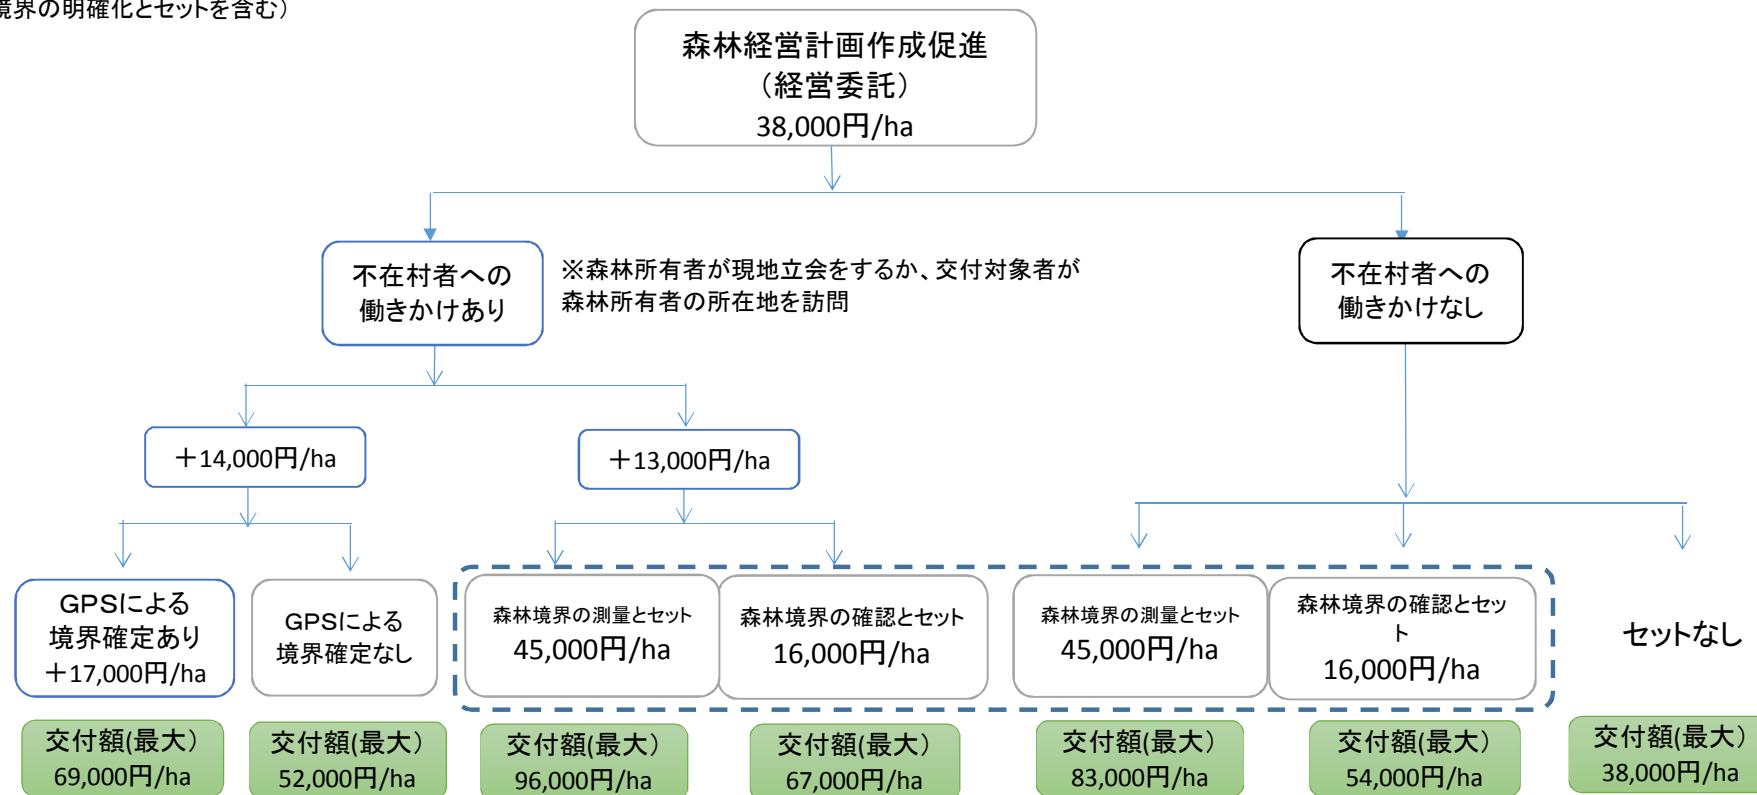 境界の明確化とセットを含む）
森林経営計画作成促進
（経営委託）
38,000円/ha
不在村者への
働きかけあり
※森林所有者が現地立会をするか、交付対象者が
森林所有者の所在地を訪問
不在村者への
働きかけなし
＋14,000円/ha
＋13,000円/ha
GPSによる
境界確定あり
＋17,000円/ha
GPSによる
境界確定なし
森林境界の測量とセット
45,000円/ha
森林境界の確認とセット
16,000円/ha
森林境界の測量とセット
45,000円/ha
森林境界の確認とセッ
ト
16,000円/ha
セットなし
交付額(最大)
69,000円/ha
交付額(最大)
52,000円/ha
交付額(最大)
96,000円/ha
交付額(最大)
67,000円/ha
交付額(最大)
83,000円/ha
交付額(最大)
54,000円/ha
交付額(最大)
38,000円/ha